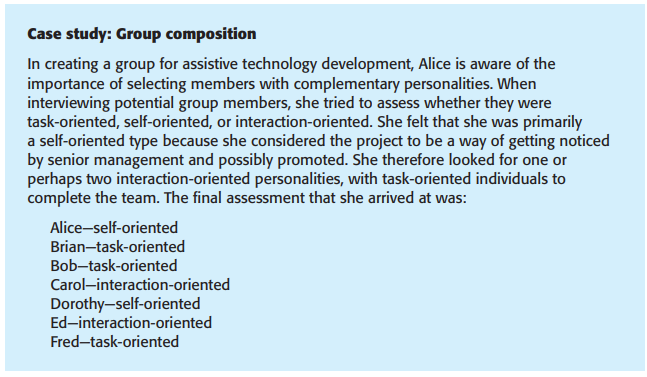 Case study: Group composition
In creating a group for assistive technology development, Alice is aware of the
importance of selecting members with complementary personalities. When
interviewing potential group members, she tried to assess whether they were
task-oriented, self-oriented, or interaction-oriented. She felt that she was primarily
a self-oriented type because she considered the project to be a way of getting noticed
by senior management and possibly promoted. She therefore looked for one or
perhaps two interaction-oriented personalities, with task-oriented individuals to
complete the team. The final assessment that she arrived at was:
Alice—self-oriented
Brian—task-oriented
Bob—task-oriented
Carol—interaction-oriented
Dorothy—self-oriented
Ed—interaction-oriented
Fred—task-oriented